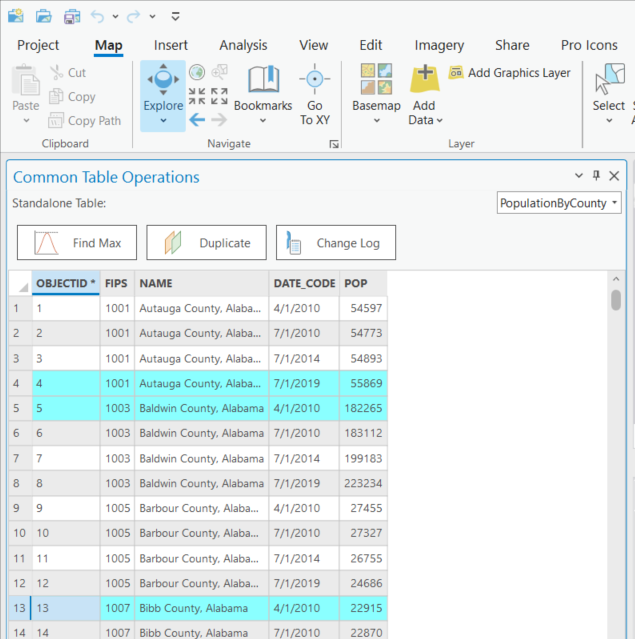 Project Map Insert Analysis View Edit Imagery Share Pro Icons
Paste
Cut
Copy
Copy Path
Clipboard
Explore
Bookmarks
Go To XY
Navigate
Basemap
Add Data
Add Graphics Layer
Layer
Select
Common Table Operations
Standalone Table: PopulationByCounty
Find Max Duplicate Change Log
OBJECTID * FIPS NAME DATE_CODE POP
1 1 1001 Autauga County, Alaba... 4/1/2010 54597
2 2 1001 Autauga County, Alaba... 7/1/2010 54773
3 3 1001 Autauga County, Alaba... 7/1/2014 54893
4 4 1001 Autauga County, Alaba... 7/1/2019 55869
5 5 1003 Baldwin County, Alabama 4/1/2010 182265
6 6 1003 Baldwin County, Alabama 7/1/2010 183112
7 7 1003 Baldwin County, Alabama 7/1/2014 199183
8 8 1003 Baldwin County, Alabama 7/1/2019 223234
9 9 1005 Barbour County, Alaba... 4/1/2010 27455
10 10 1005 Barbour County, Alaba... 7/1/2010 27327
11 11 1005 Barbour County, Alaba... 7/1/2014 26755
12 12 1005 Barbour County, Alaba... 7/1/2019 24686
13 13 1007 Bibb County, Alabama 4/1/2010 22915
14 14 1007 Bibb County, Alabama 7/1/2010 22870